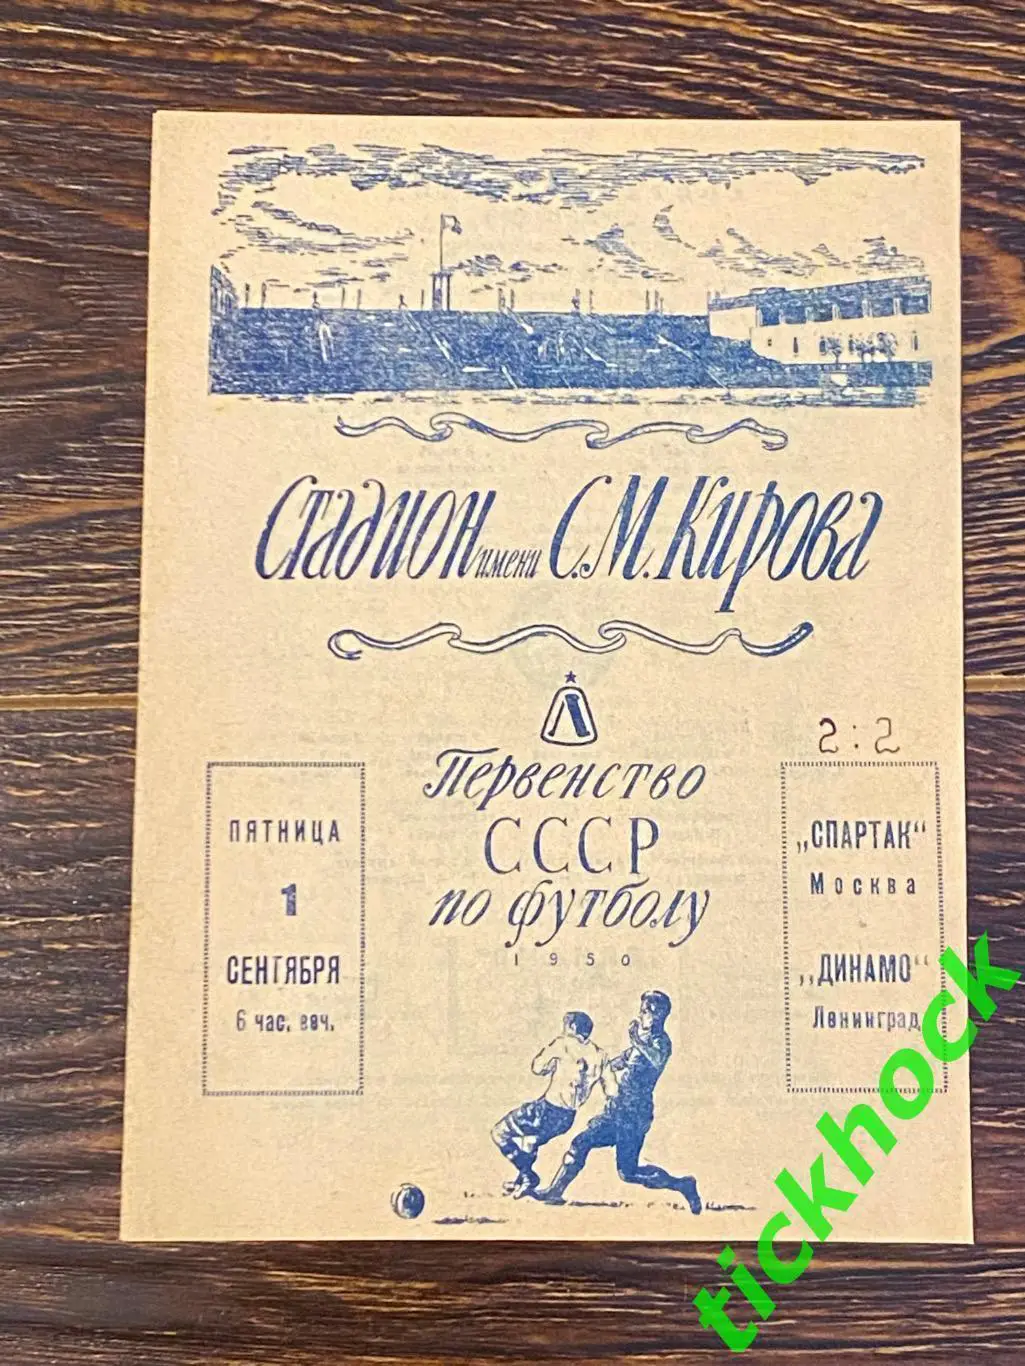 Стадион имени С.М.Кирова
Л
Первенство
СССР
по футболу
1950
ПЯТНИЦА
1
СЕНТЯБРЯ
6 час. веч.
2:2
„СПАРТАК“
Москва
„ДИНАМО“
Ленинград
tickhock